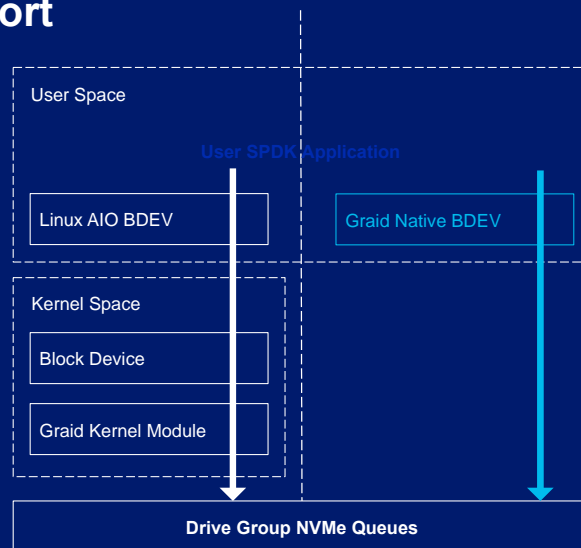 ort
User Space
User SPDK Application
Linux AIO BDEV
Graid Native BDEV
Kernel Space
Block Device
Graid Kernel Module
Drive Group NVMe Queues